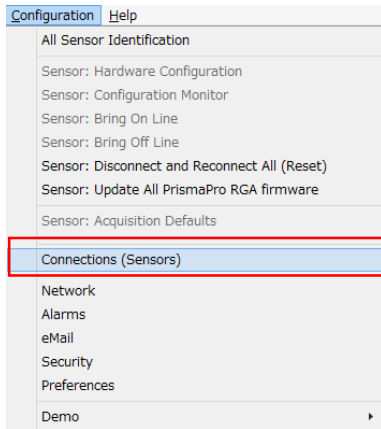 Configuration Help
All Sensor Identification
Sensor: Hardware Configuration
Sensor: Configuration Monitor
Sensor: Bring On Line
Sensor: Bring Off Line
Sensor: Disconnect and Reconnect All (Reset)
Sensor: Update All PrismaPro RGA firmware
Sensor: Acquisition Defaults
Connections (Sensors)
Network
Alarms
eMail
Security
Preferences
Demo